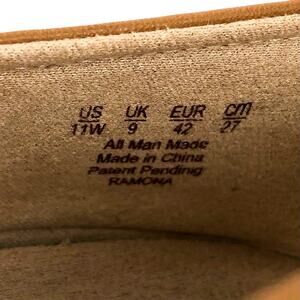 US UK EUR cm
11W 9 42 27
All Man Made
Made in China
Patent Pending
RAMONA